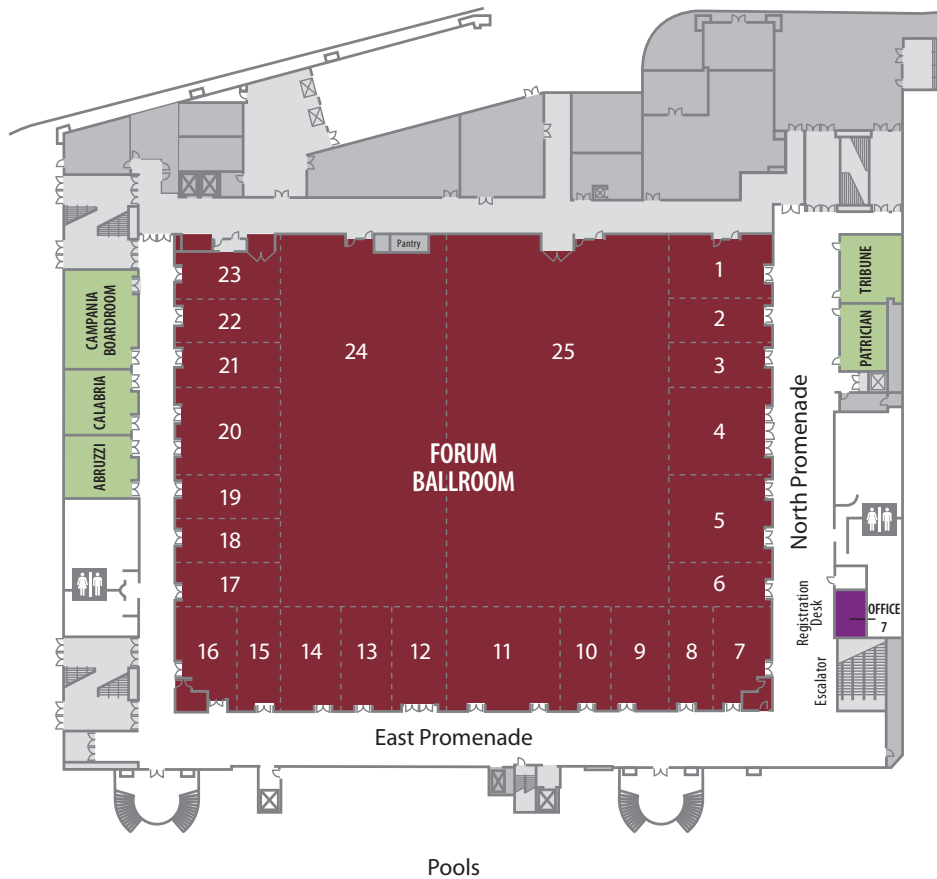 Pantry
23
1
22
2
21
24
25
3
20
4
FORUM
BALLROOM
19
5
18
17
6
16
15
14
13
12
11
10
9
8
7
CAMPANIA
BOARDROOM
CALABRIA
ABRUZZI
TRIBUNE
PATRICIAN
North Promenade
Registration
Desk
OFFICE
7
Escalator
East Promenade
Pools